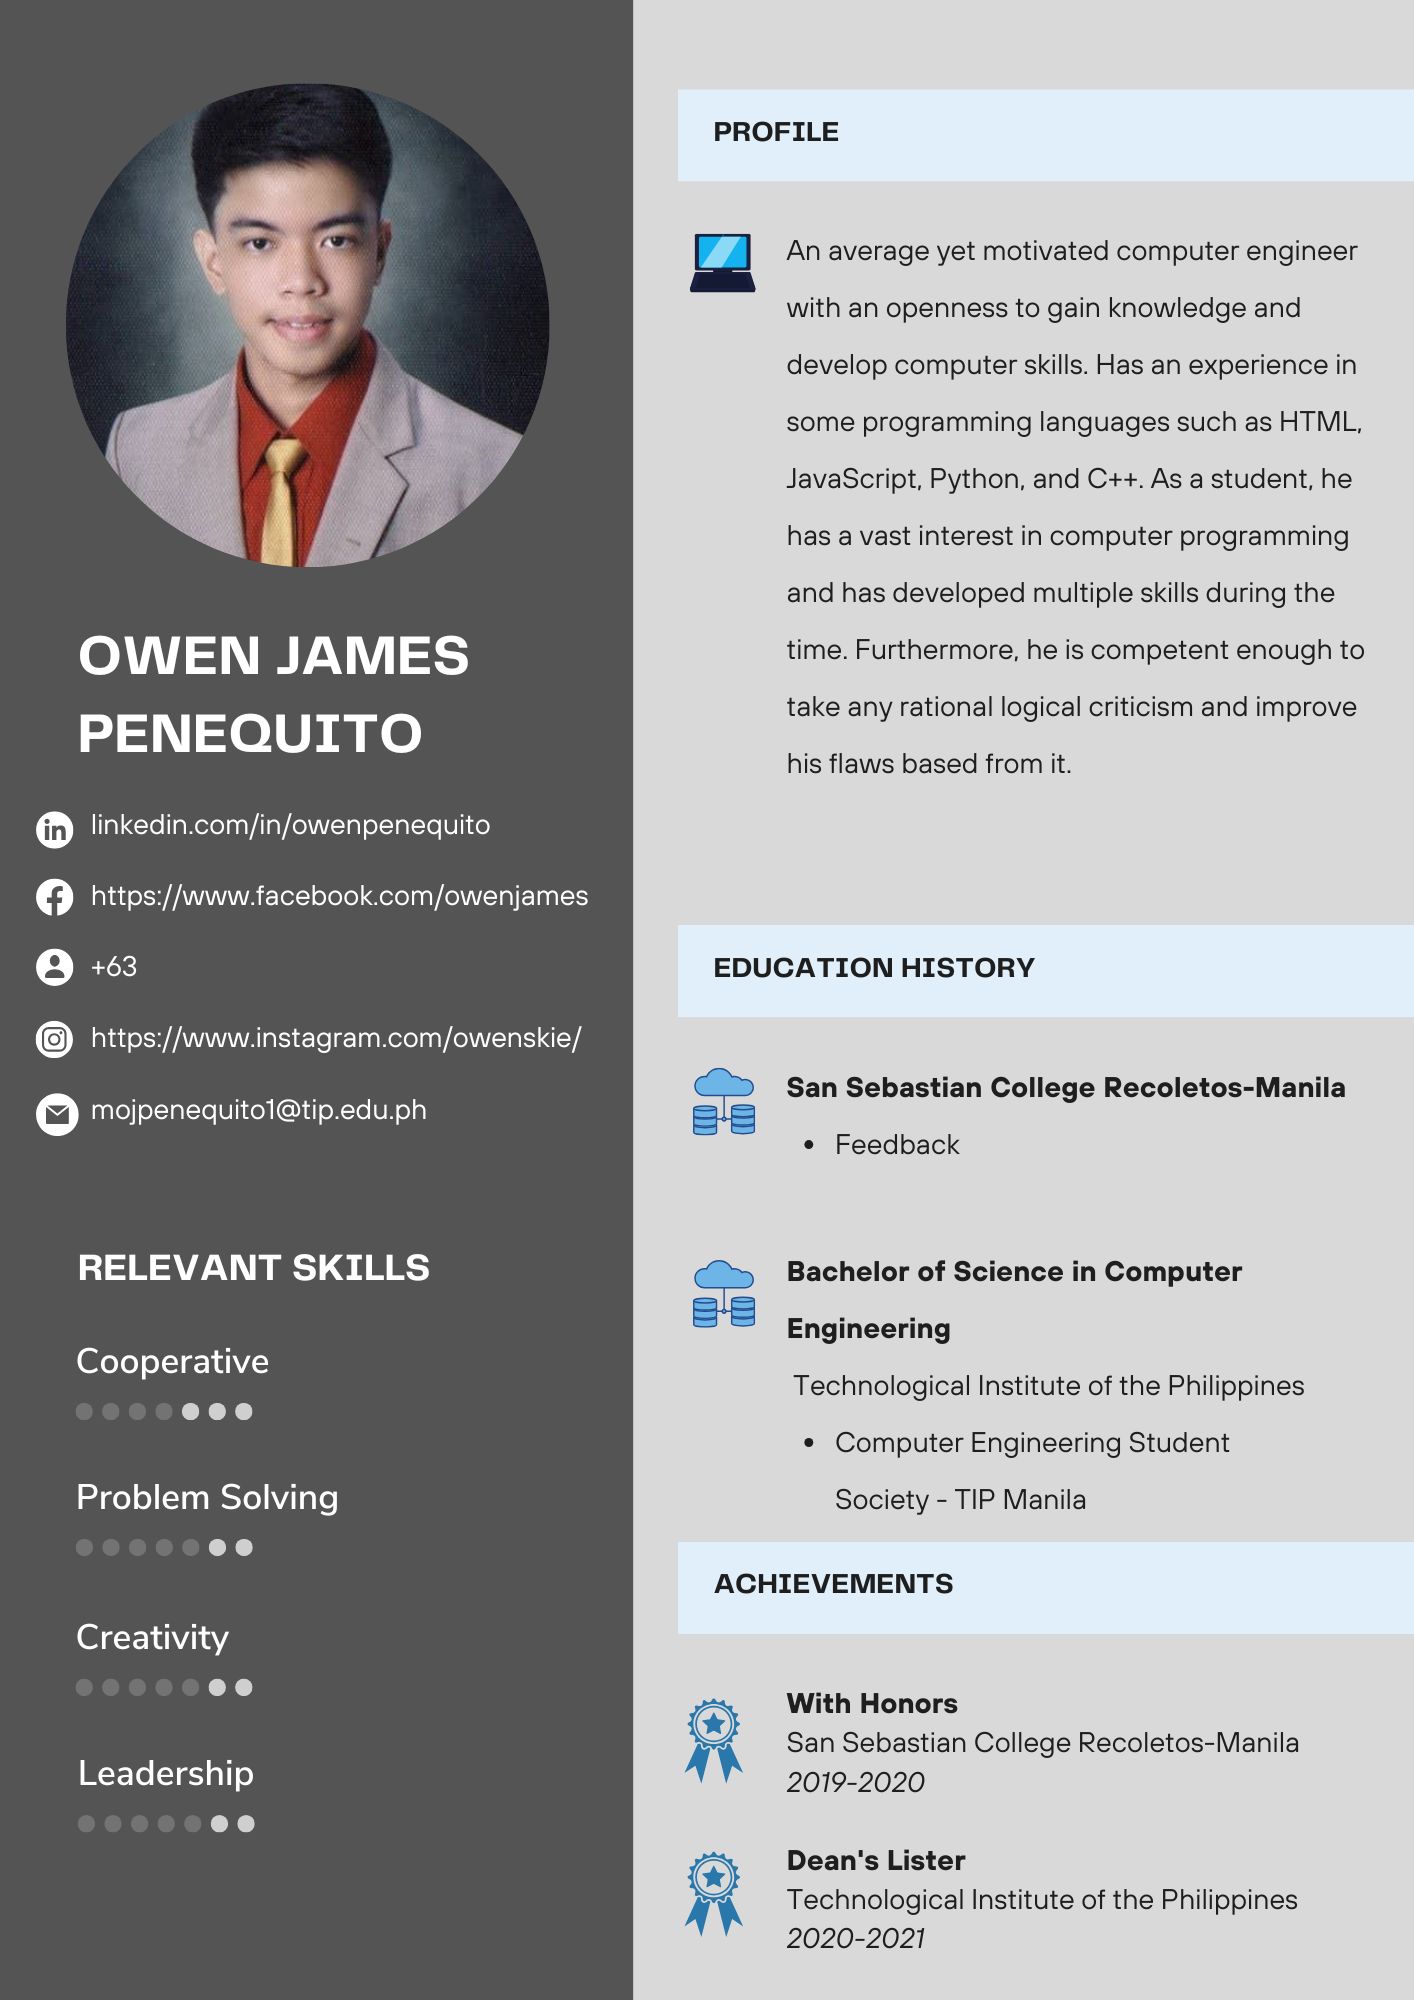 OWEN JAMES
PENEQUITO
linkedin.com/in/owenpenequito
https://www.facebook.com/owenjames
+63
https://www.instagram.com/owenskie/
mojpenequito1@tip.edu.ph
RELEVANT SKILLS
Cooperative
Problem Solving
Creativity
Leadership
PROFILE
An average yet motivated computer engineer
with an openness to gain knowledge and
develop computer skills. Has an experience in
some programming languages such as HTML,
JavaScript, Python, and C++. As a student, he
has a vast interest in computer programming
and has developed multiple skills during the
time. Furthermore, he is competent enough to
take any rational logical criticism and improve
his flaws based from it.
EDUCATION HISTORY
San Sebastian College Recoletos-Manila
• Feedback
Bachelor of Science in Computer
Engineering
Technological Institute of the Philippines
• Computer Engineering Student
Society - TIP Manila
ACHIEVEMENTS
With Honors
San Sebastian College Recoletos-Manila
2019-2020
Dean's Lister
Technological Institute of the Philippines
2020-2021